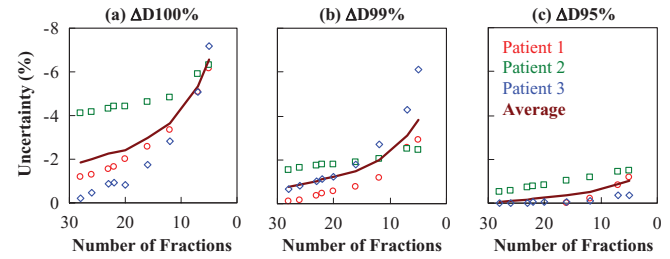 (a) ΔD100%
(b) ΔD99%
(c) ΔD95%
Uncertainty (%)
-8
-6
-4
-2
0
Patient 1
Patient 2
Patient 3
Average
30 20 10 0
30 20 10 0
30 20 10 0
Number of Fractions
Number of Fractions
Number of Fractions